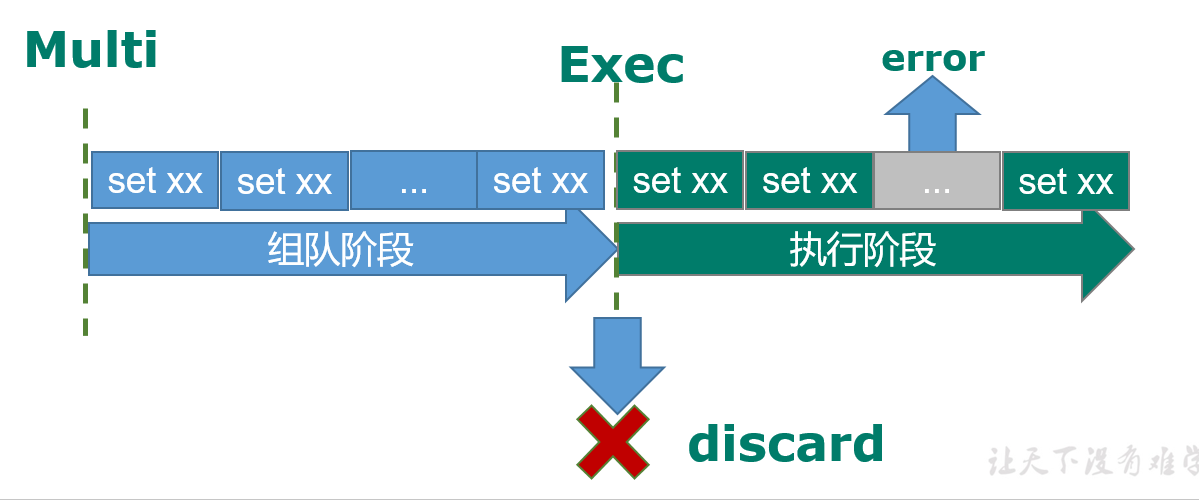 Multi
Exec
error
set xx set xx ... set xx set xx set xx ... set xx
组队阶段 执行阶段
discard
让天下没有难学